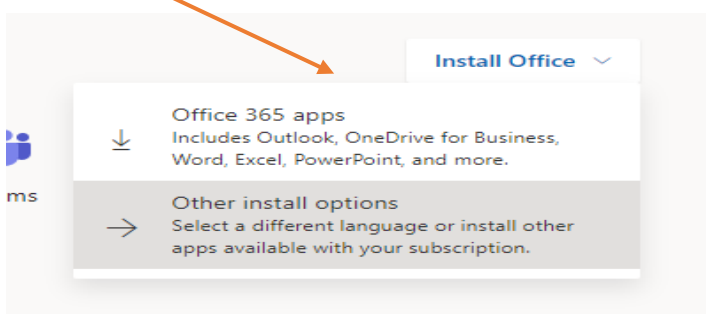 Install Office
Office 365 apps
Includes Outlook, OneDrive for Business,
Word, Excel, PowerPoint, and more.
ms
Other install options
Select a different language or install other
apps available with your subscription.